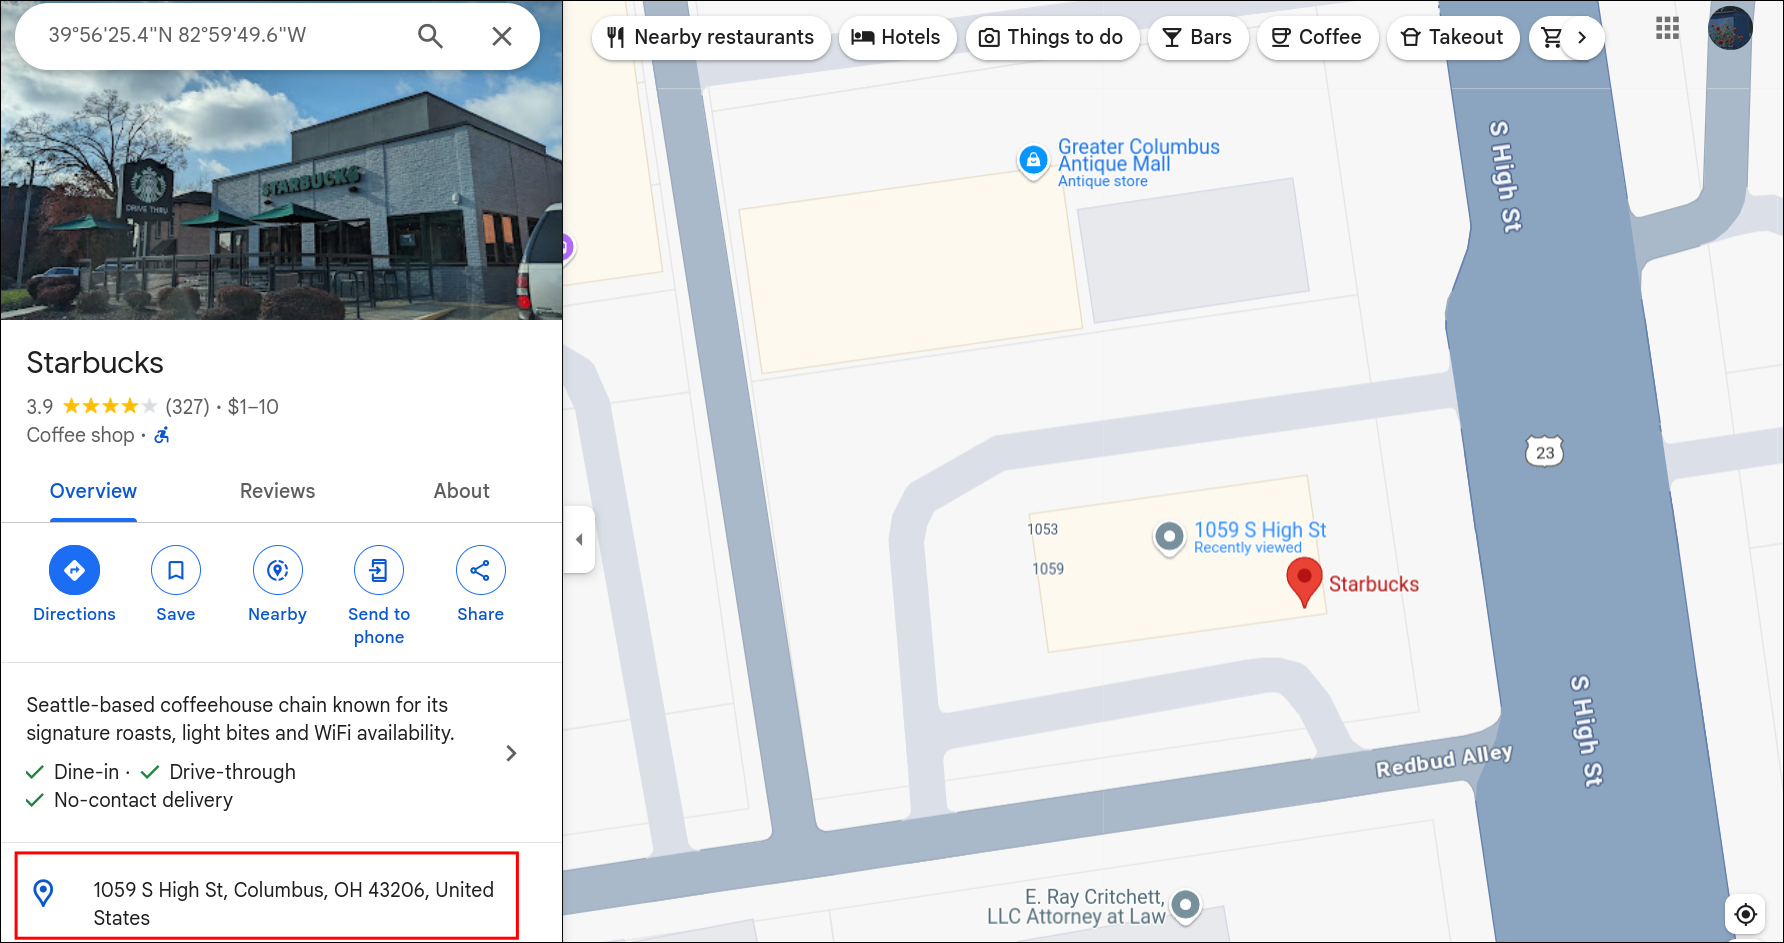 39°56'25.4"N 82°59'49.6"W
STARBUCKS
DRIVE THRU
Starbucks
3.9 (327) · $1–10
Coffee shop ·
Overview Reviews About
Directions Save Nearby Send to phone Share
Seattle-based coffeehouse chain known for its
signature roasts, light bites and WiFi availability.
Dine-in · Drive-through
No-contact delivery
1059 S High St, Columbus, OH 43206, United
States
Nearby restaurants Hotels Things to do Bars Coffee Takeout
Greater Columbus
Antique Mall
Antique store
S High St
23
1053
1059 S High St
Recently viewed
1059
Starbucks
S High St
Redbud Alley
E. Ray Critchett,
LLC Attorney at Law